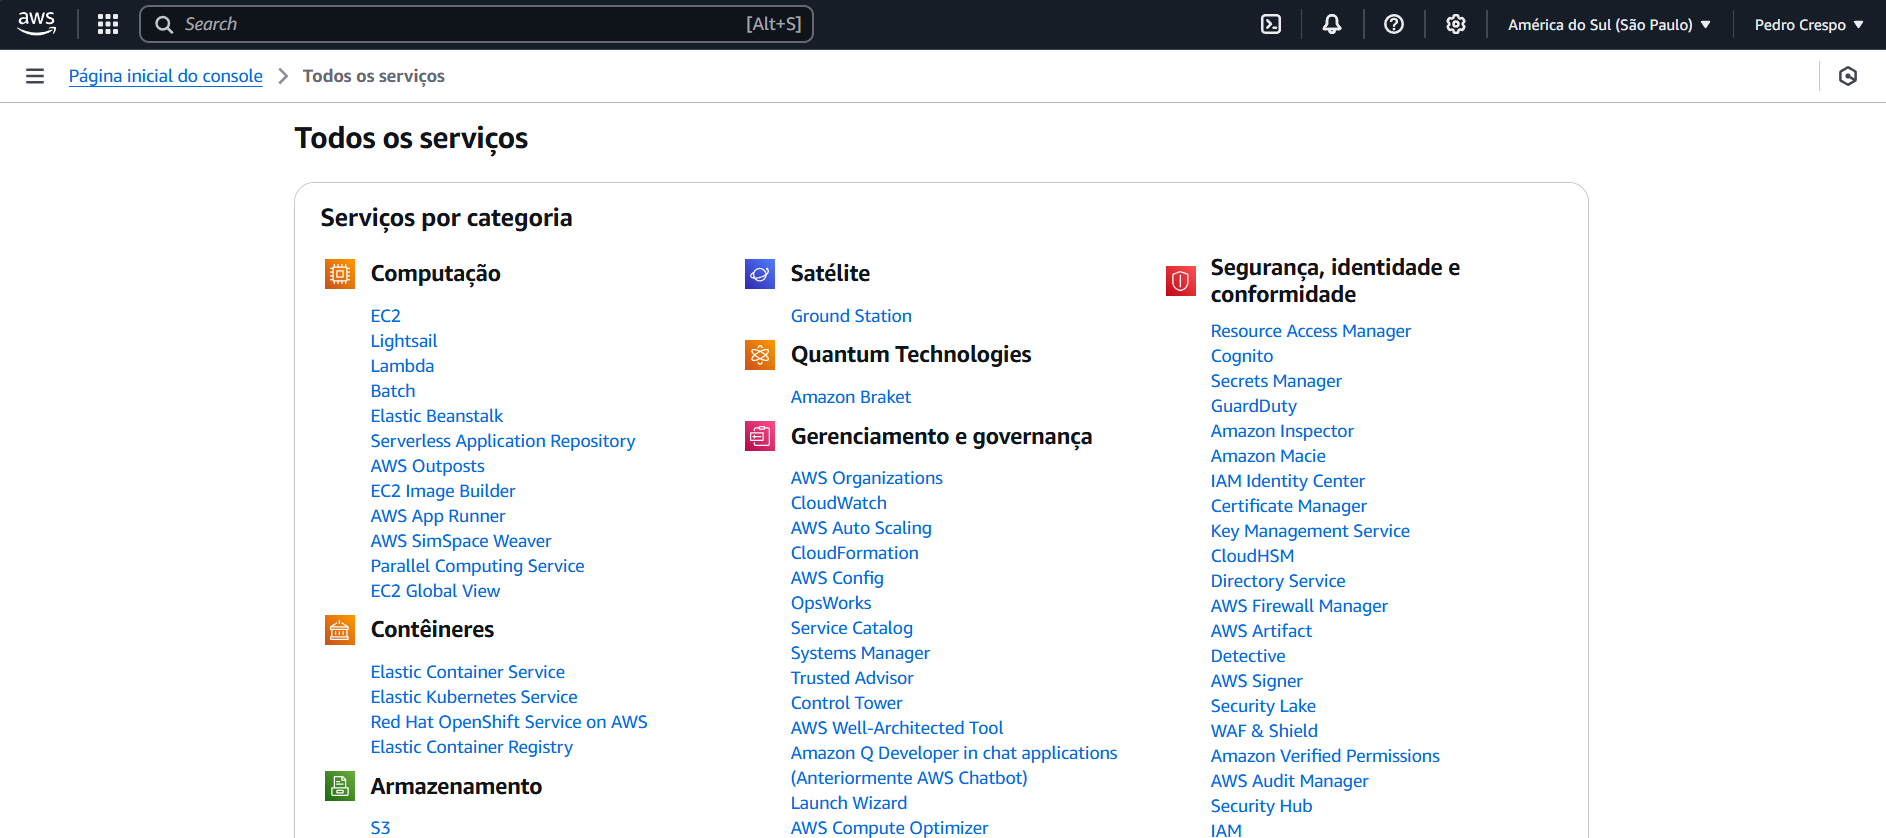 aws
Search
[Alt+S]
América do Sul (São Paulo)
Pedro Crespo
Página inicial do console
Todos os serviços
Todos os serviços
Serviços por categoria
Computação
EC2
Lightsail
Lambda
Batch
Elastic Beanstalk
Serverless Application Repository
AWS Outposts
EC2 Image Builder
AWS App Runner
AWS SimSpace Weaver
Parallel Computing Service
EC2 Global View
Contêineres
Elastic Container Service
Elastic Kubernetes Service
Red Hat OpenShift Service on AWS
Elastic Container Registry
Armazenamento
S3
Satélite
Ground Station
Quantum Technologies
Amazon Braket
Gerenciamento e governança
AWS Organizations
CloudWatch
AWS Auto Scaling
CloudFormation
AWS Config
OpsWorks
Service Catalog
Systems Manager
Trusted Advisor
Control Tower
AWS Well-Architected Tool
Amazon Q Developer in chat applications
(Anteriormente AWS Chatbot)
Launch Wizard
AWS Compute Optimizer
Segurança, identidade e
conformidade
Resource Access Manager
Cognito
Secrets Manager
GuardDuty
Amazon Inspector
Amazon Macie
IAM Identity Center
Certificate Manager
Key Management Service
CloudHSM
Directory Service
AWS Firewall Manager
AWS Artifact
Detective
AWS Signer
Security Lake
WAF & Shield
Amazon Verified Permissions
AWS Audit Manager
Security Hub
IAM